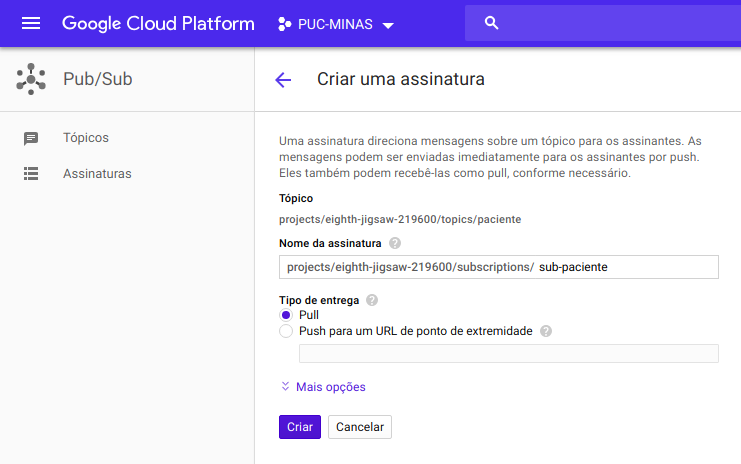 Google Cloud Platform PUC-MINAS
Pub/Sub
Criar uma assinatura
Tópicos
Assinaturas
Uma assinatura direciona mensagens sobre um tópico para os assinantes. As
mensagens podem ser enviadas imediatamente para os assinantes por push.
Eles também podem recebê-las como pull, conforme necessário.
Tópico
projects/eighth-jigsaw-219600/topics/paciente
Nome da assinatura ?
projects/eighth-jigsaw-219600/subscriptions/ sub-paciente
Tipo de entrega ?
Pull
Push para um URL de ponto de extremidade ?
Mais opções
Criar Cancelar